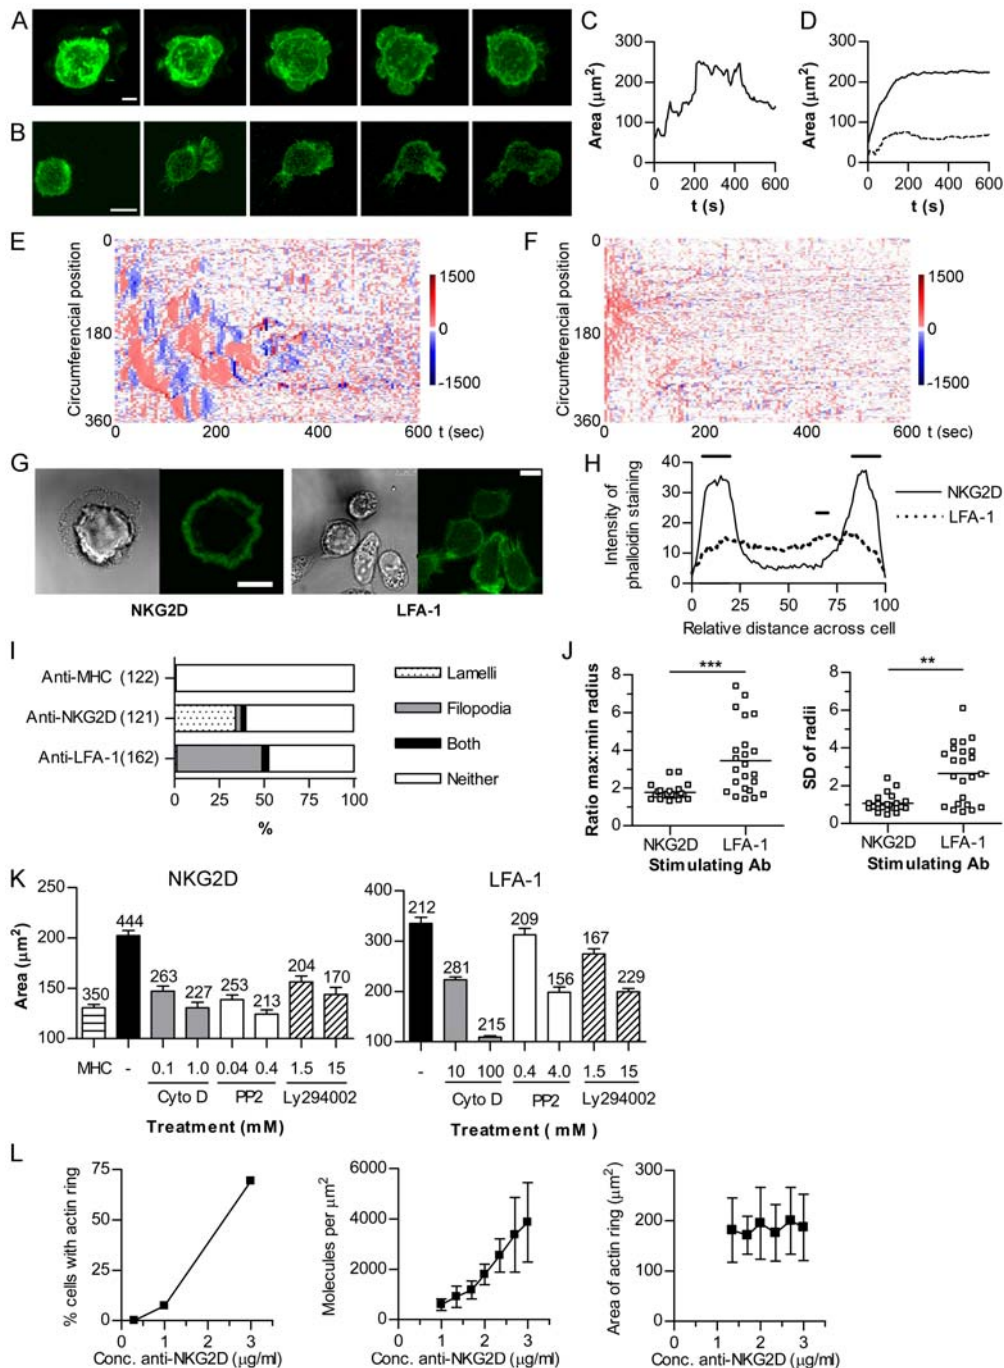 A
B
C
Area (µm²)
300
200
100
0
0 200 400 600
t (s)
D
Area (µm²)
300
200
100
0
0 200 400 600
t (s)
E
Circumferencial position
0
180
360
0 200 400 600 t (sec)
1500
0
-1500
F
Circumferencial position
0
180
360
0 200 400 600 t (sec)
1500
0
-1500
G
NKG2D
LFA-1
H
Intensity of
phalloidin staining
40
30
20
10
0
0 25 50 75 100
Relative distance across cell
NKG2D
LFA-1
I
Anti-MHC (122)
Anti-NKG2D (121)
Anti-LFA-1(162)
0 25 50 75 100
%
Lamelli
Filopodia
Both
Neither
J
Ratio max:min radius
8
6
4
2
0
***
NKG2D LFA-1
Stimulating Ab
SD of radii
8
6
4
2
0
**
NKG2D LFA-1
Stimulating Ab
K
NKG2D
Area (µm²)
250
200
150
100
350
444
263
227
253
213
204
170
MHC - 0.1 1.0 0.04 0.4 1.5 15
Cyto D PP2 Ly294002
Treatment (mM)
LFA-1
400
300
200
100
212
281
215
209
156
167
229
- 10 100 0.4 4.0 1.5 15
Cyto D PP2 Ly294002
Treatment ( mM )
L
% cells with actin ring
75
50
25
0
0 1 2 3
Conc. anti-NKG2D (µg/ml)
Molecules per µm²
6000
4000
2000
0
0 1 2 3
Conc. anti-NKG2D (µg/ml)
Area of actin ring (µm²)
300
200
100
0
0 1 2 3
Conc. anti-NKG2D (µg/ml)